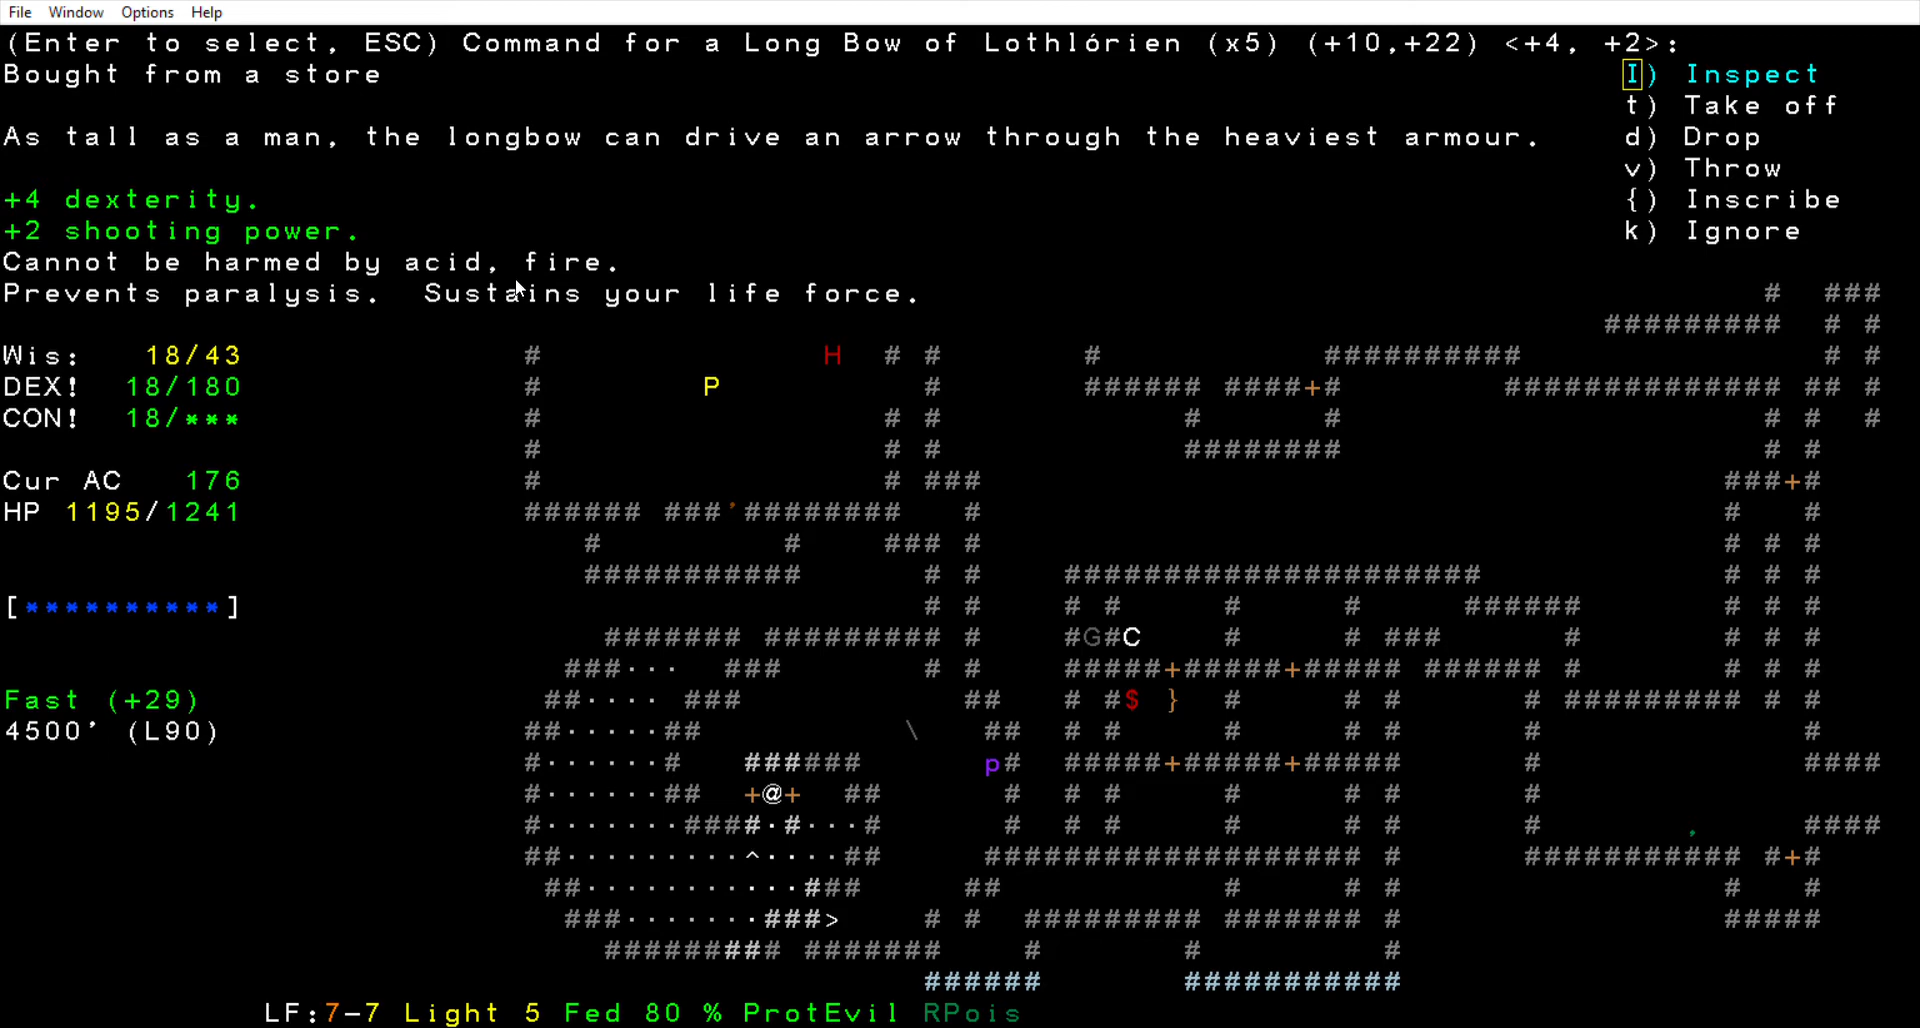 File Window Options Help
(Enter to select, ESC) Command for a Long Bow of Lothlórien (x5) (+10,+22) <+4, +2>:
Bought from a store
I) Inspect
t) Take off
As tall as a man, the longbow can drive an arrow through the heaviest armour.
d) Drop
v) Throw
+4 dexterity.
{) Inscribe
+2 shooting power.
k) Ignore
Cannot be harmed by acid, fire.
Prevents paralysis. Sustains your life force.
Wis: 18/43
H
DEX! 18/180
P
CON! 18/***
Cur AC 176
HP 1195/1241
[**********]
G C
Fast (+29)
$ }
4500' (L90)
\
p
+@+
^
>
LF:7-7 Light 5 Fed 80 % ProtEvil RPois